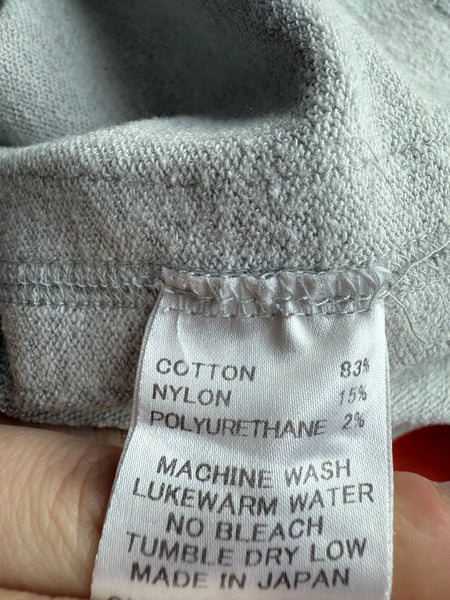 COTTON 83%
NYLON 15%
POLYURETHANE 2%
MACHINE WASH
LUKEWARM WATER
NO BLEACH
TUMBLE DRY LOW
MADE IN JAPAN